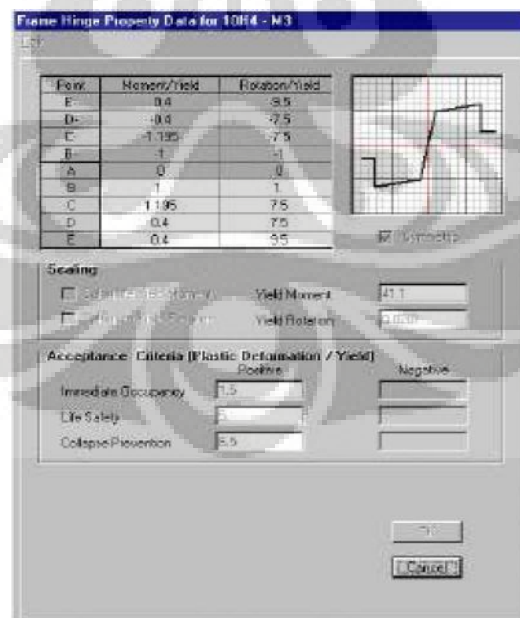 Frame Hinge Property Data for 10H4 - M3
Edit
Point Moment/Yield Rotation/Yield
E- -0.4 -9.5
D- -0.4 -7.5
C- -1.195 -7.5
B- -1 -1
A 0 0
B 1 1
C 1.195 7.5
D 0.4 7.5
E 0.4 9.5
Symmetric
Scaling
Yield Moment 41.1
Yield Rotation
Acceptance Criteria (Plastic Deformation / Yield)
Positive Negative
Immediate Occupancy 1.5
Life Safety
Collapse Prevention 6.5
Cancel